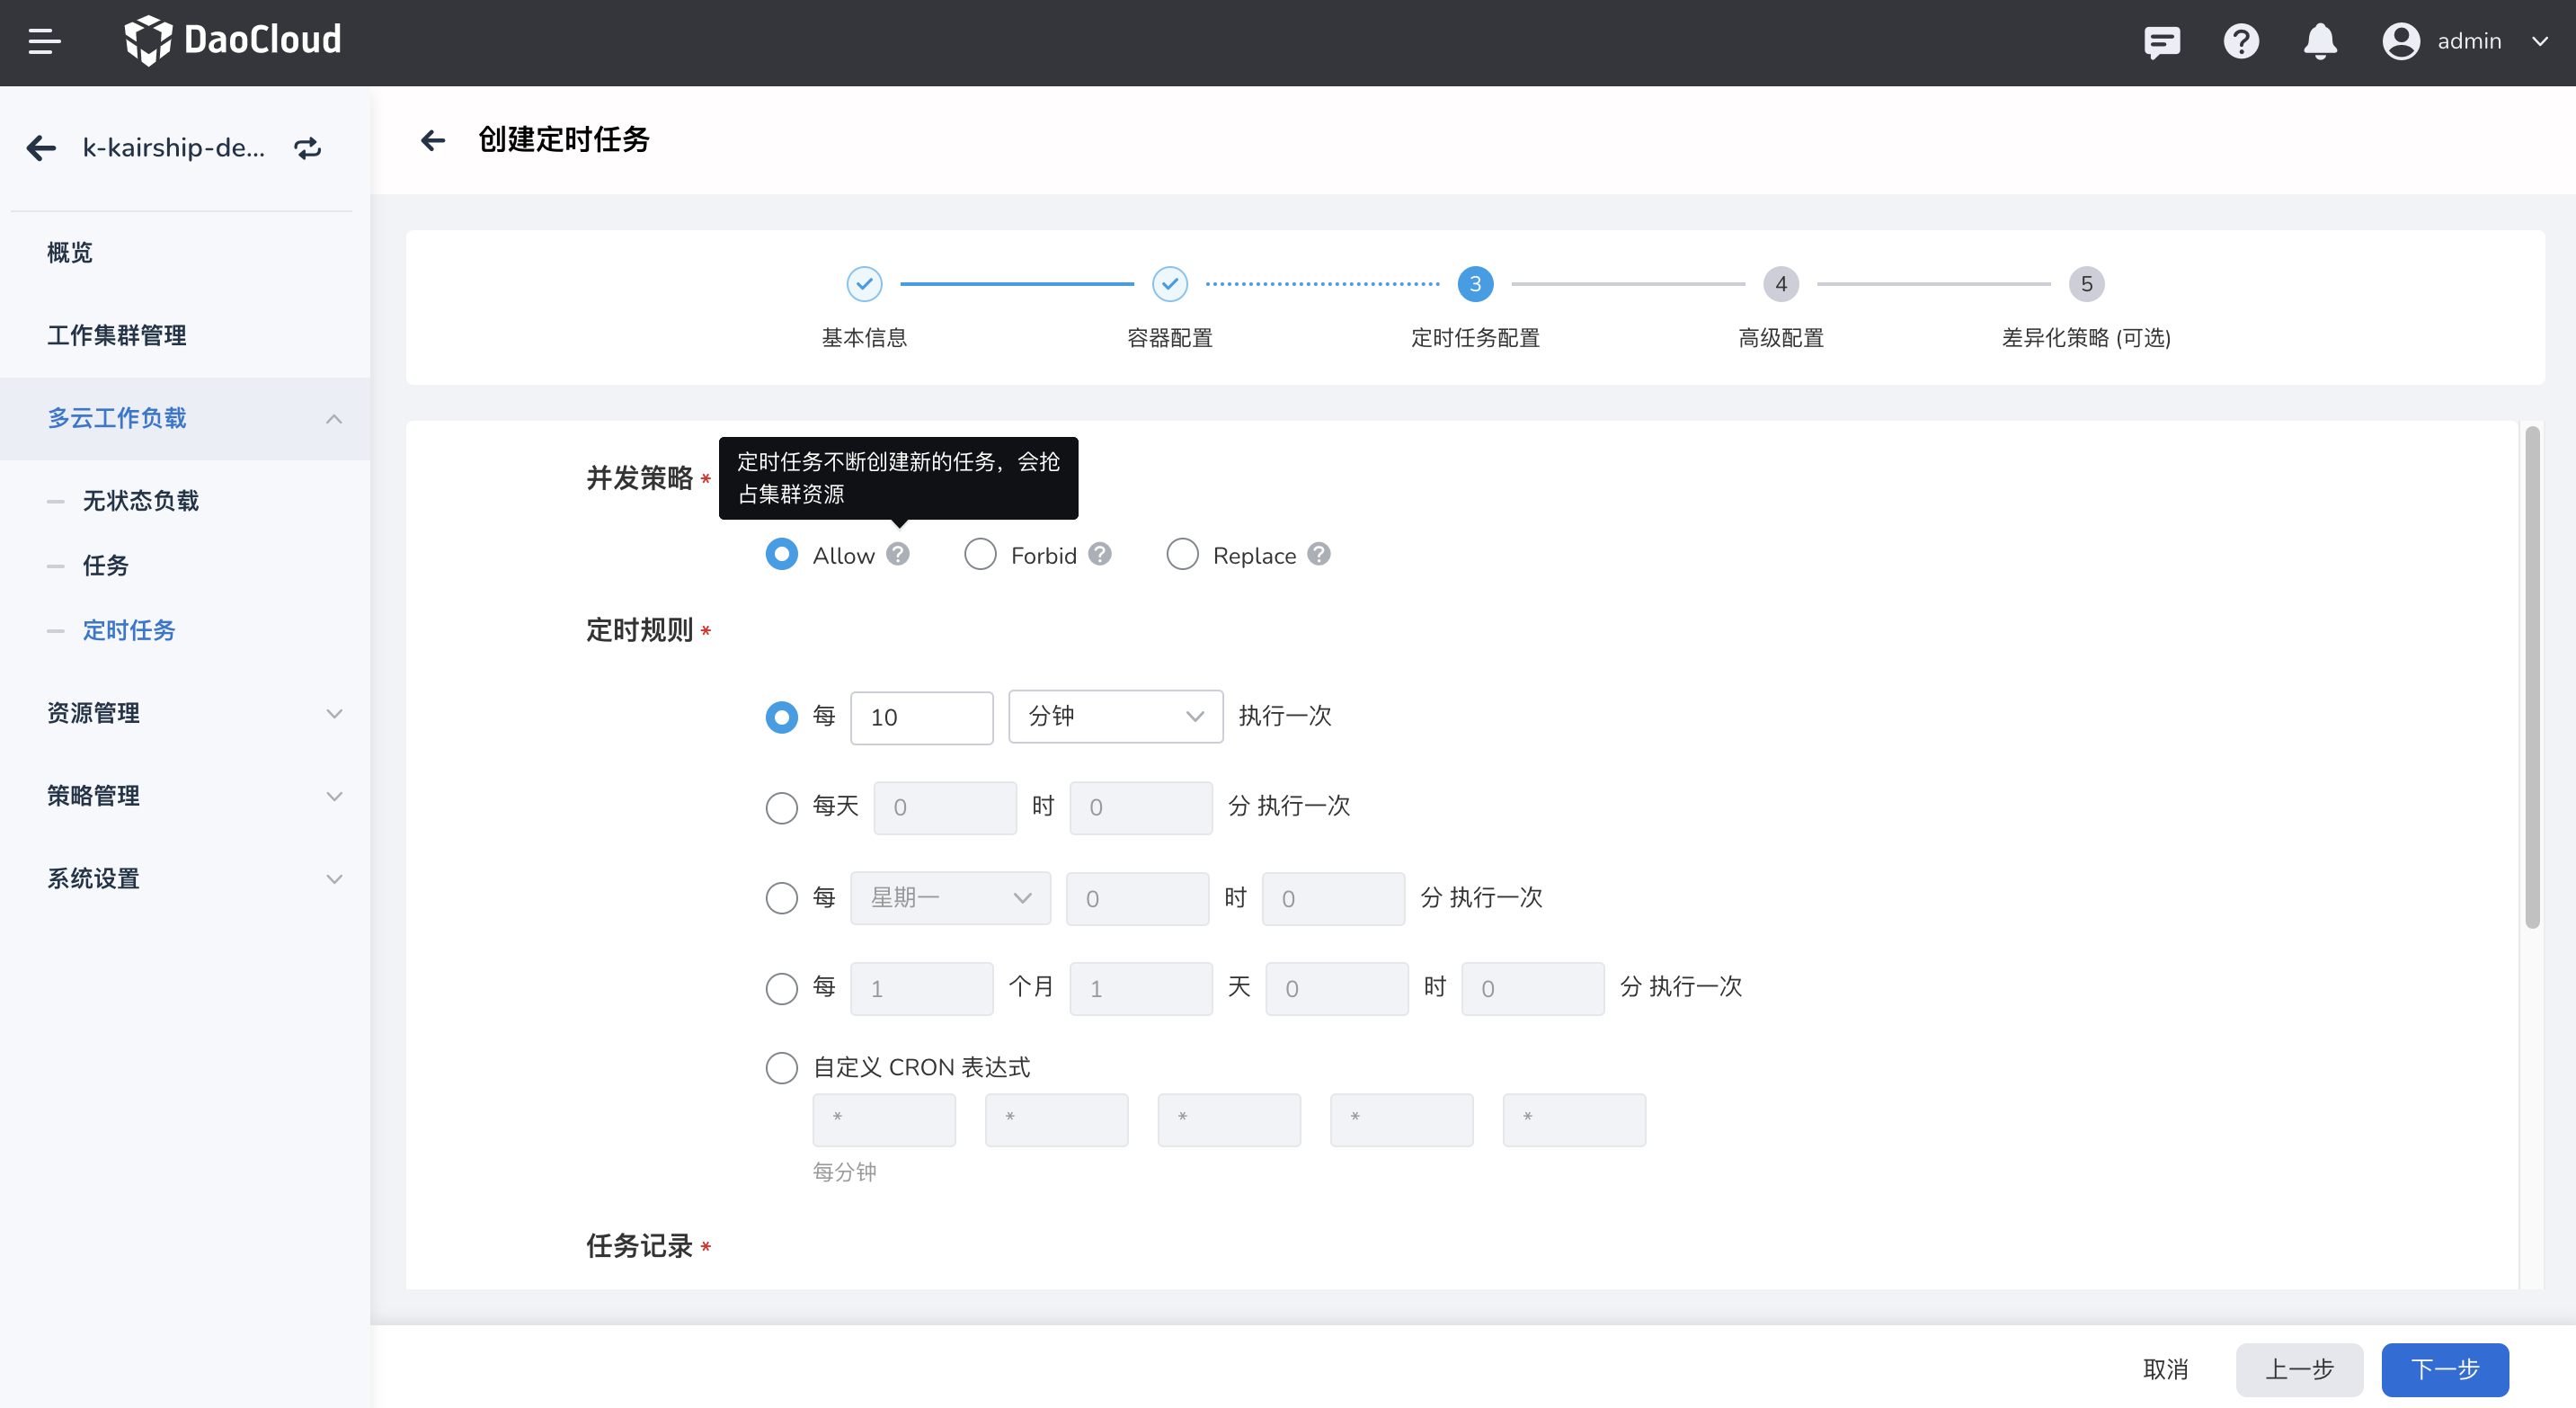 DaoCloud
admin
k-kairship-de...
概览
工作集群管理
多云工作负载
无状态负载
任务
定时任务
资源管理
策略管理
系统设置
创建定时任务
3
4
5
基本信息
容器配置
定时任务配置
高级配置
差异化策略 (可选)
定时任务不断创建新的任务，会抢
占集群资源
并发策略 *
Allow ? Forbid ? Replace ?
定时规则 *
每 10 分钟 执行一次
每天 0 时 0 分 执行一次
每 星期一 0 时 0 分 执行一次
每 1 个月 1 天 0 时 0 分 执行一次
自定义 CRON 表达式
* * * * *
每分钟
任务记录 *
取消 上一步 下一步